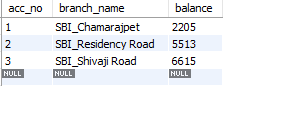 acc_no branch_name balance
1 SBI_Chamarajpet 2205
2 SBI_Residency Road 5513
3 SBI_Shivaji Road 6615
NULL NULL NULL